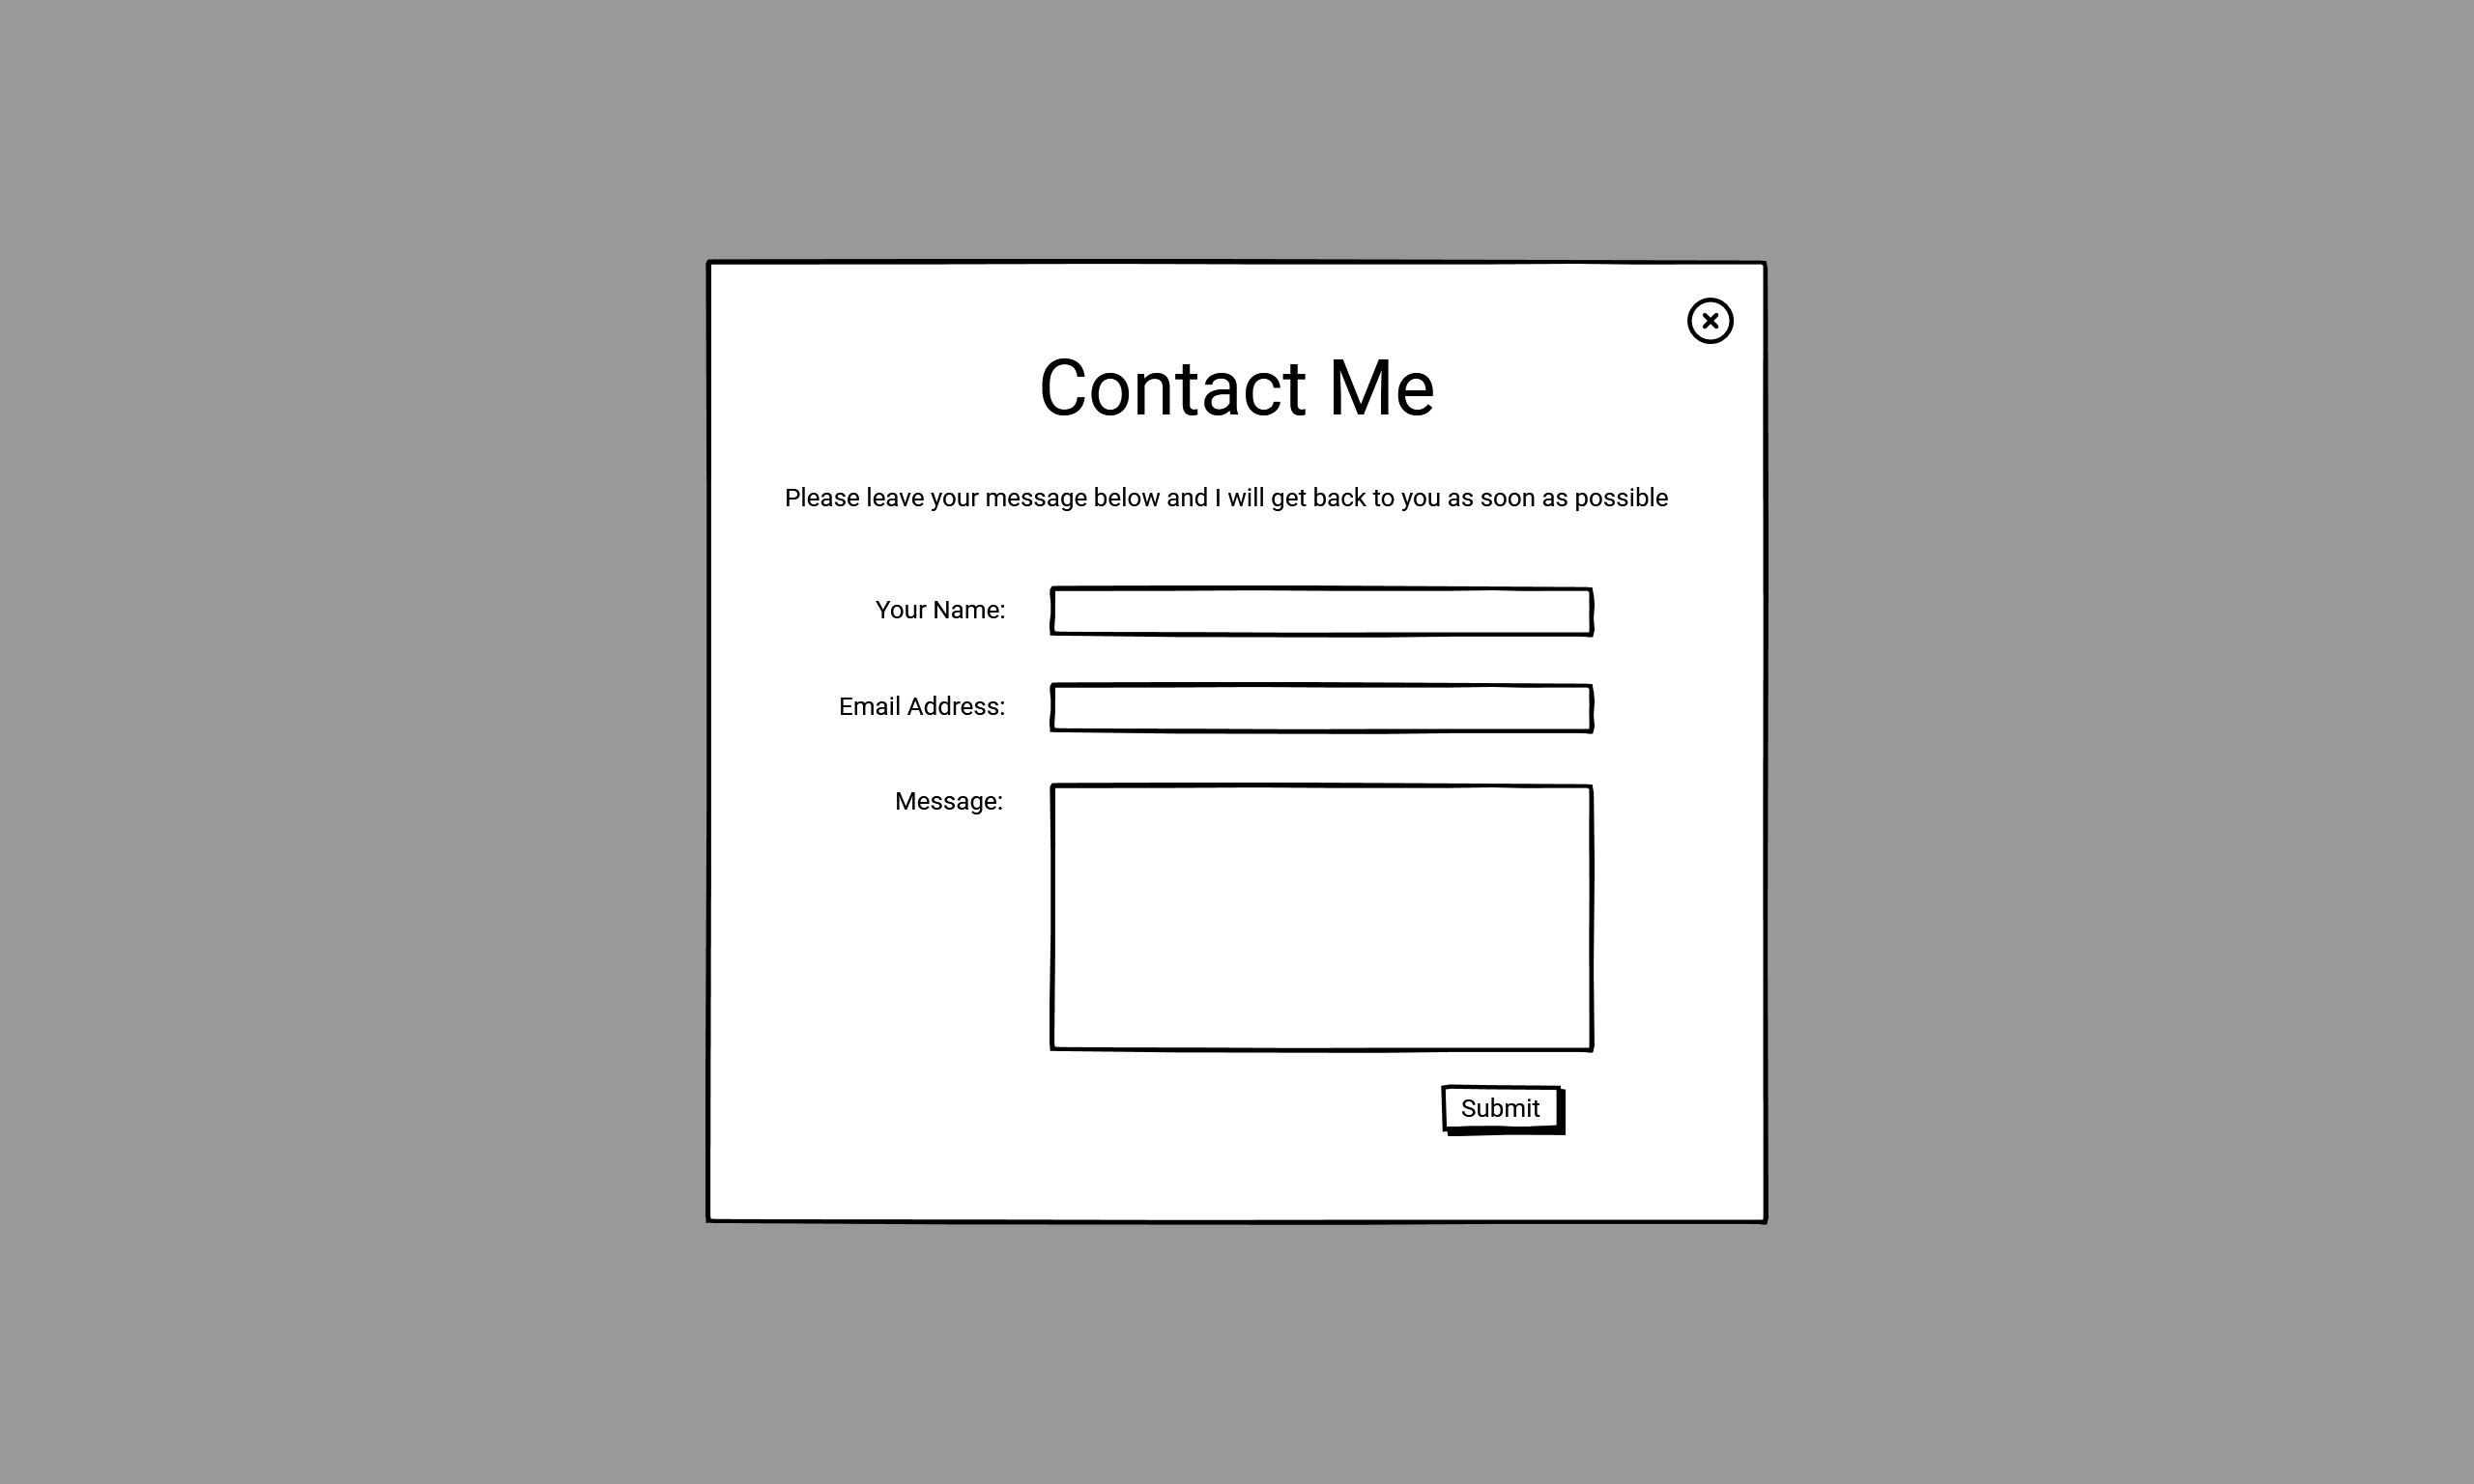 Contact Me
Please leave your message below and I will get back to you as soon as possible
Your Name:
Email Address:
Message:
Submit